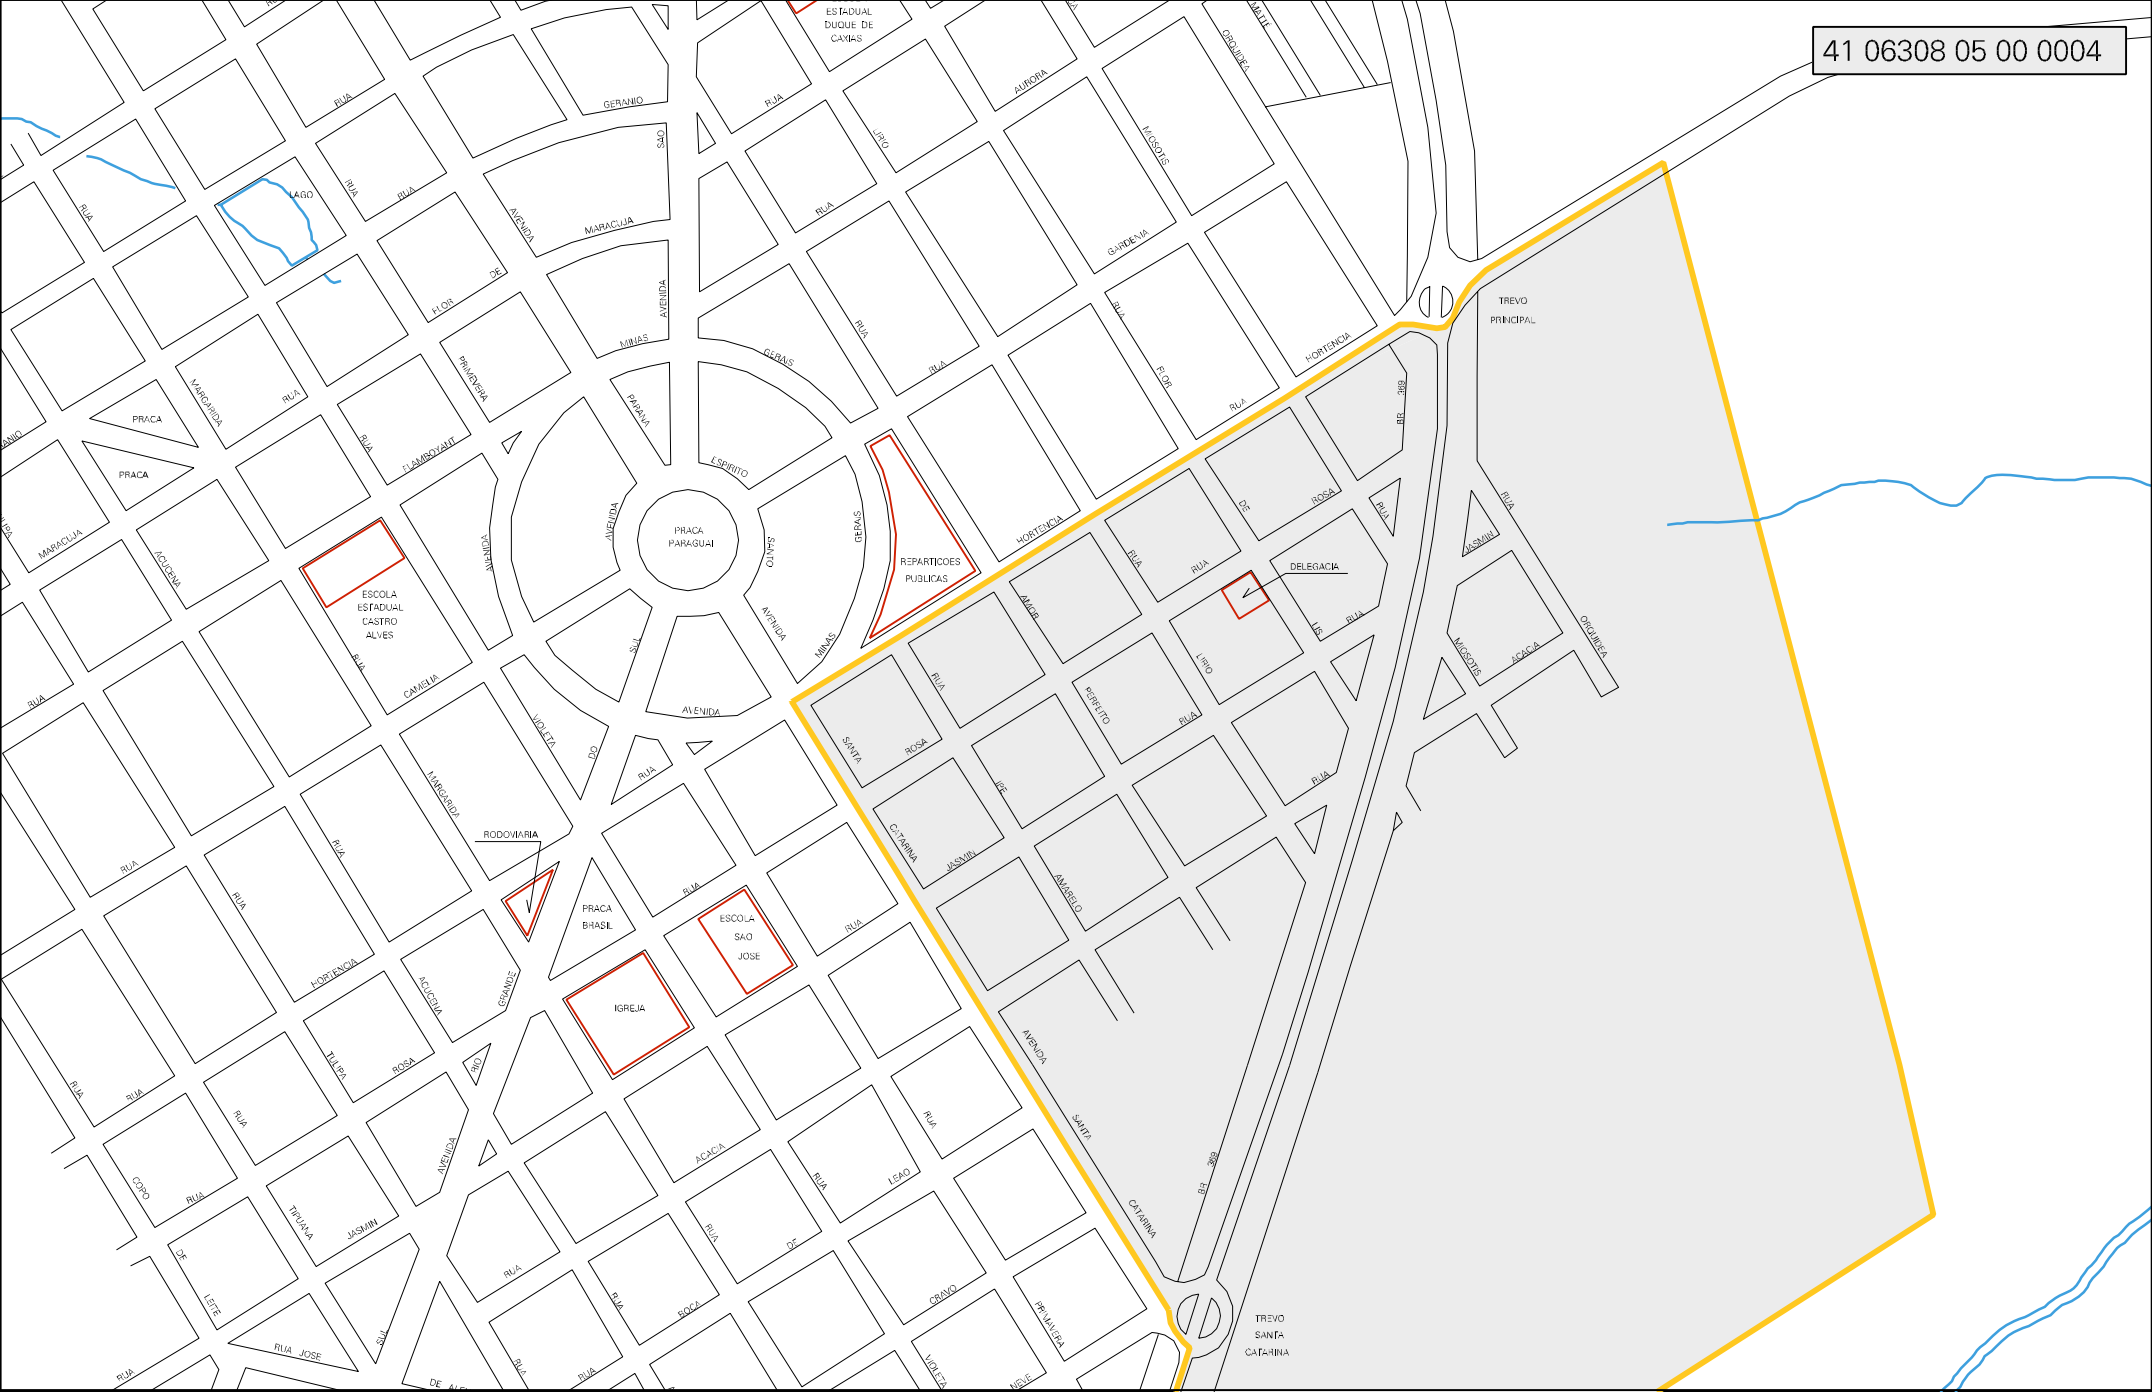 41 06308 05 00 0004
ESTADUAL
DUQUE DE
CAXIAS
MATIE
ORQUIDEA
AURORA
RUA
GERANIO
RUA
SAO
LIRIO
MIOSOTIS
LAGO
RUA
RUA
RUA
AVENIDA
MARACUJA
RUA
GARDENIA
DE
FLOR
AVENIDA
MINAS
GERAIS
RUA
RUA
RUA
HORTENCIA
TREVO
PRINCIPAL
PRIMEVERA
MARGARIDA
RUA
PRACA
PRACA
RUA
FLAMBOYANT
PARANA
ESPIRITO
FLOR
RUA
BR 369
MARACUJA
ACUCENA
AVENIDA
AVENIDA
PRACA
PARAGUAI
SANTO
GERAIS
REPARTICOES
PUBLICAS
HORTENCIA
DE
ROSA
RUA
RUA
JASMIN
RUA
RUA
DELEGACIA
ESCOLA
ESTADUAL
CASTRO
ALVES
RUA
CAMELIA
SUL
AVENIDA
MINAS
AMOR
LIS
RUA
LIRIO
MIOSOTIS
ACACIA
ORQUIDEA
RUA
VIOLETA
AVENIDA
DO
RUA
RUA
PERFEITO
RUA
SANTA
ROSA
IPE
RUA
MARGARIDA
RODOVIARIA
RUA
RUA
RUA
PRACA
BRASIL
RUA
ESCOLA
SAO
JOSE
RUA
CATARINA
JASMIN
AMARELO
HORTENCIA
ACUCENA
GRANDE
IGREJA
AVENIDA
RUA
RUA
TULIPA
ROSA
RIO
RUA
RUA
SANTA
COPO
RUA
AVENIDA
ACACIA
RUA
LEAO
BR 369
TIPUANA
JASMIN
CATARINA
DE
RUA
RUA
DE
LEITE
RUA
ROCA
CRAVO
PRIMAVERA
TREVO
SANTA
CATARINA
RUA JOSE
SUL
RUA
RUA
RUA
VIOLETA
NEVE